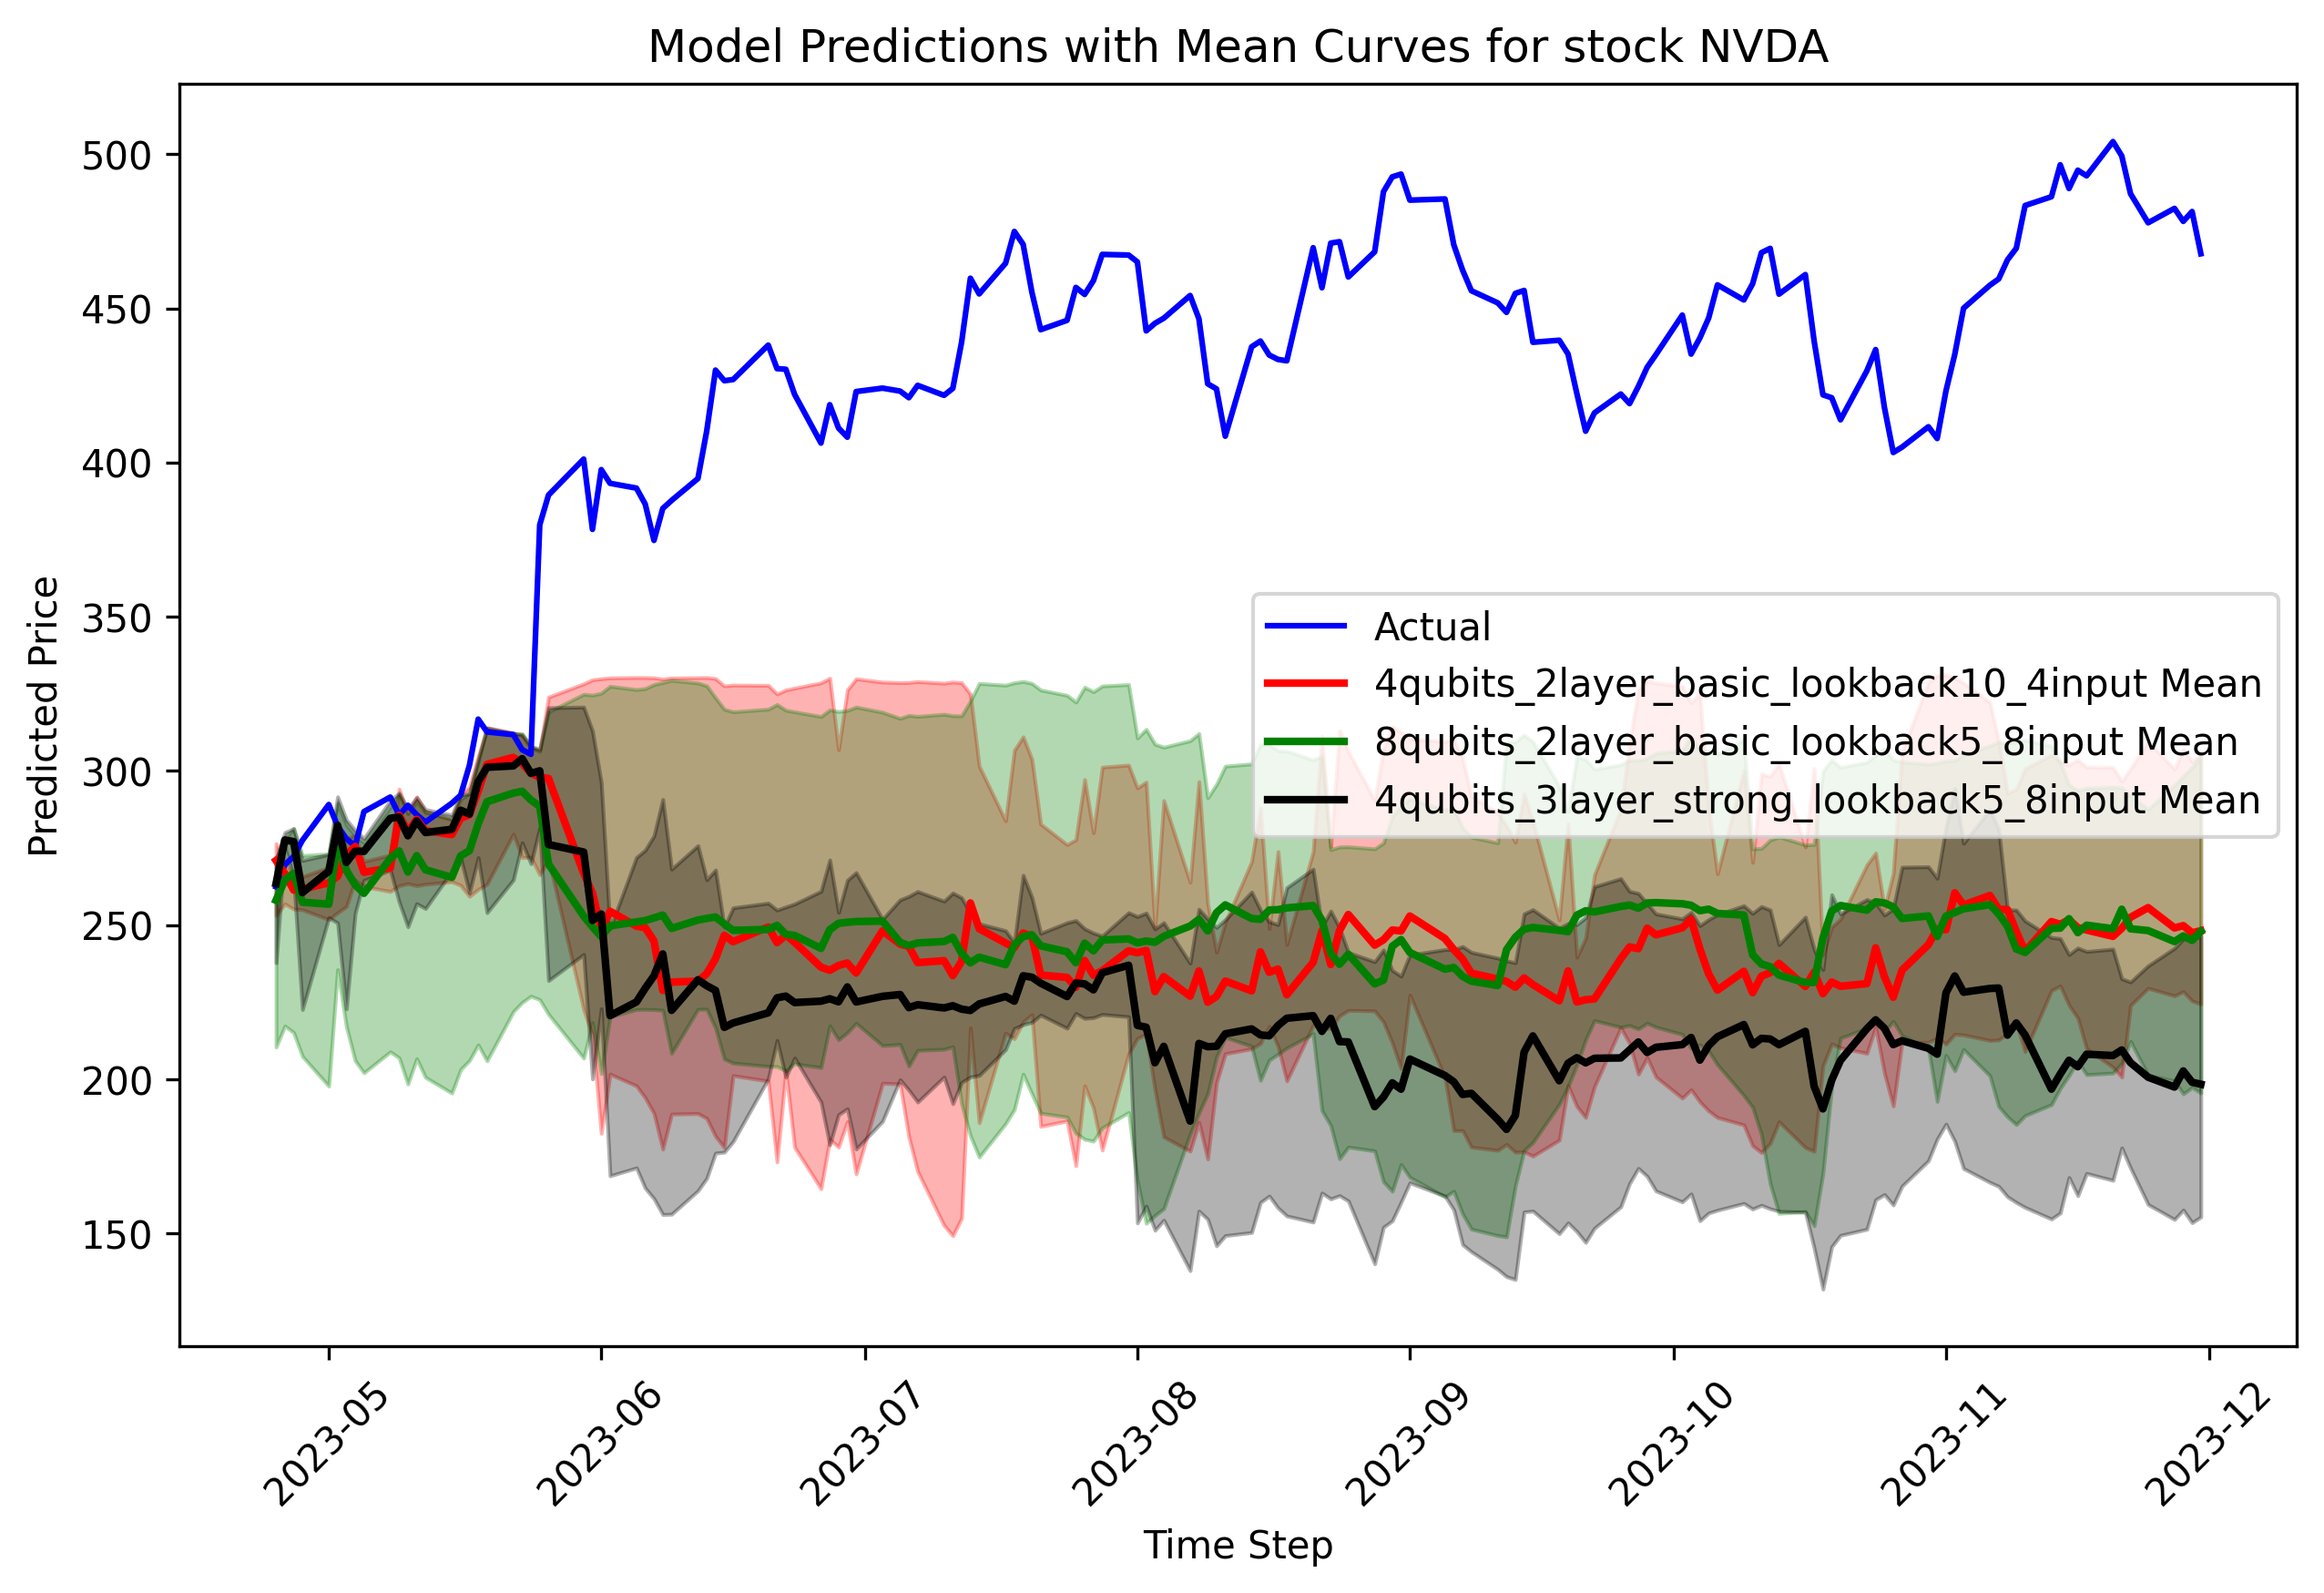 Model Predictions with Mean Curves for stock NVDA
Predicted Price
500
450
400
350
300
250
200
150
Actual
4qubits_2layer_basic_lookback10_4input Mean
8qubits_2layer_basic_lookback5_8input Mean
4qubits_3layer_strong_lookback5_8input Mean
2023-05
2023-06
2023-07
2023-08
2023-09
2023-10
2023-11
2023-12
Time Step